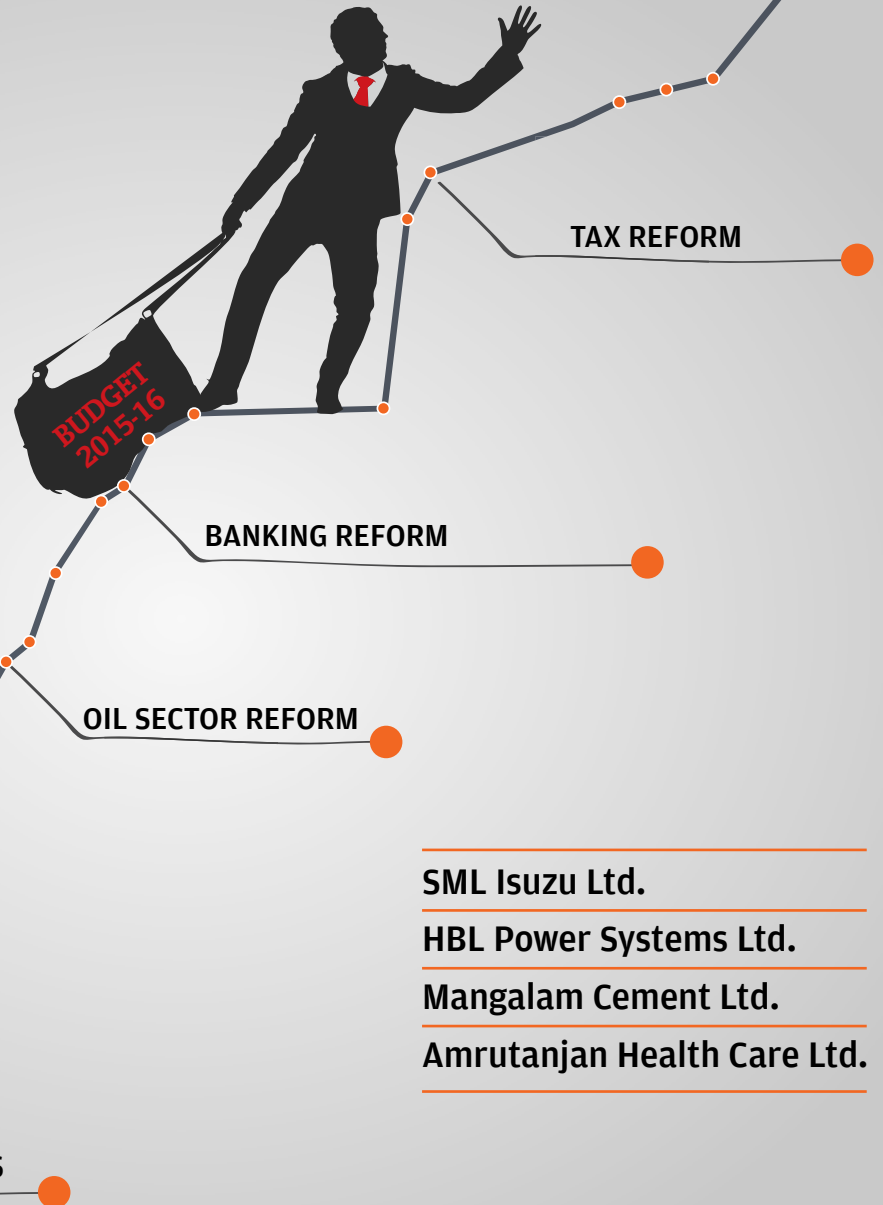 TAX REFORM
BUDGET
2015-16
BANKING REFORM
OIL SECTOR REFORM
SML Isuzu Ltd.
HBL Power Systems Ltd.
Mangalam Cement Ltd.
Amrutanjan Health Care Ltd.